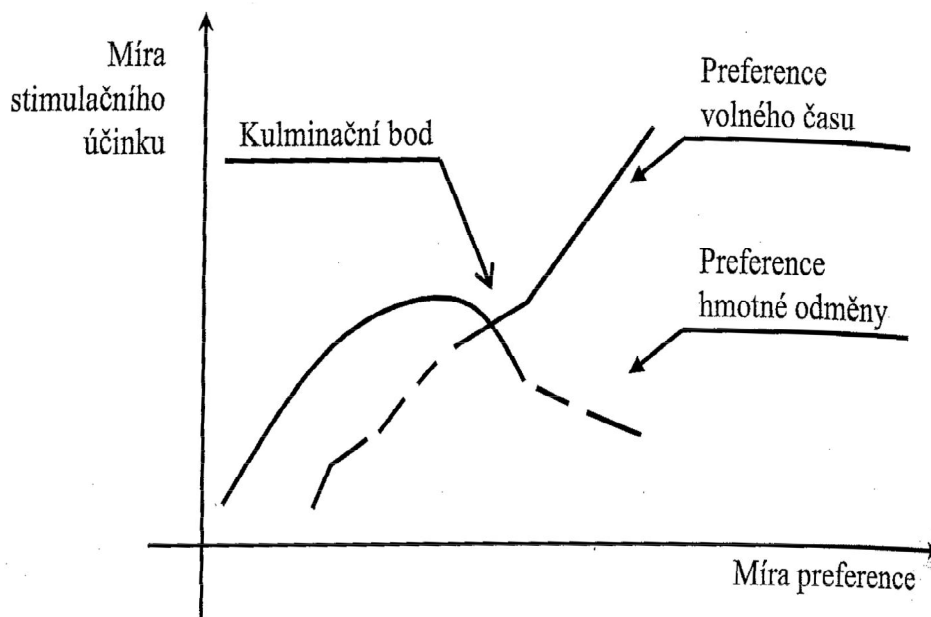 Míra
stimulačního
účinku
Kulminační bod
Preference
volného času
Preference
hmotné odměny
Míra preference